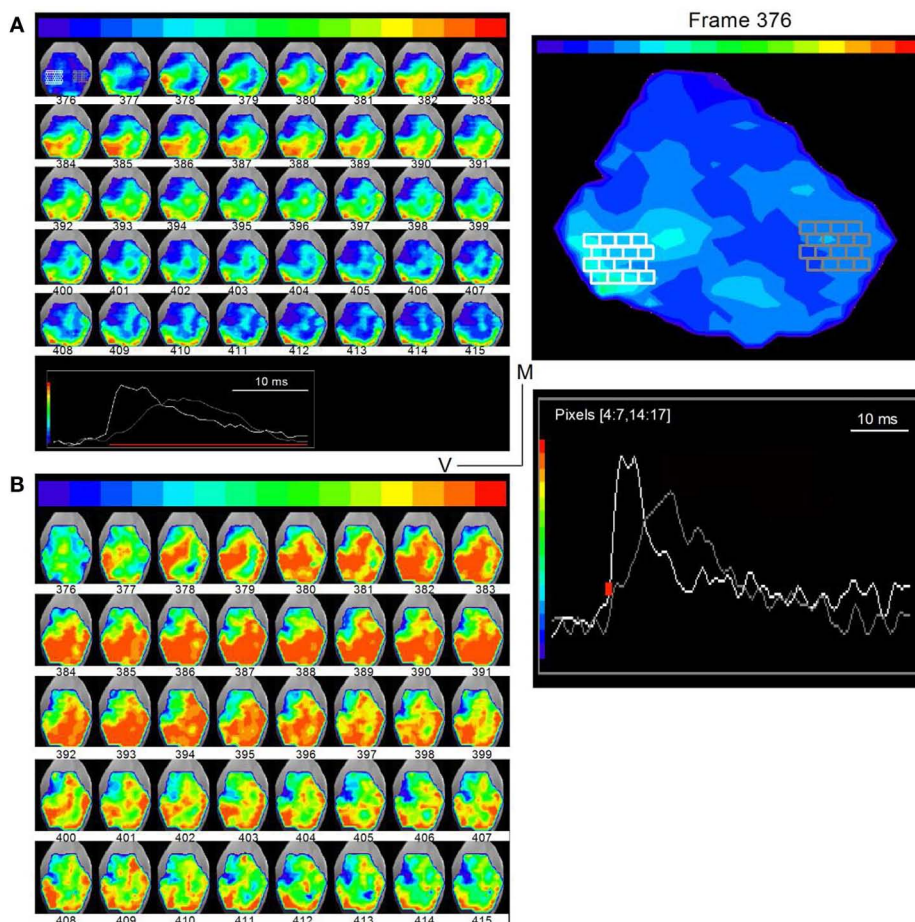 A
376 377 378 379 380 381 382 383
384 385 386 387 388 389 390 391
392 393 394 395 396 397 398 399
400 401 402 403 404 405 406 407
408 409 410 411 412 413 414 415
10 ms
Frame 376
M
V
Pixels [4:7,14:17]
10 ms
B
376 377 378 379 380 381 382 383
384 385 386 387 388 389 390 391
392 393 394 395 396 397 398 399
400 401 402 403 404 405 406 407
408 409 410 411 412 413 414 415